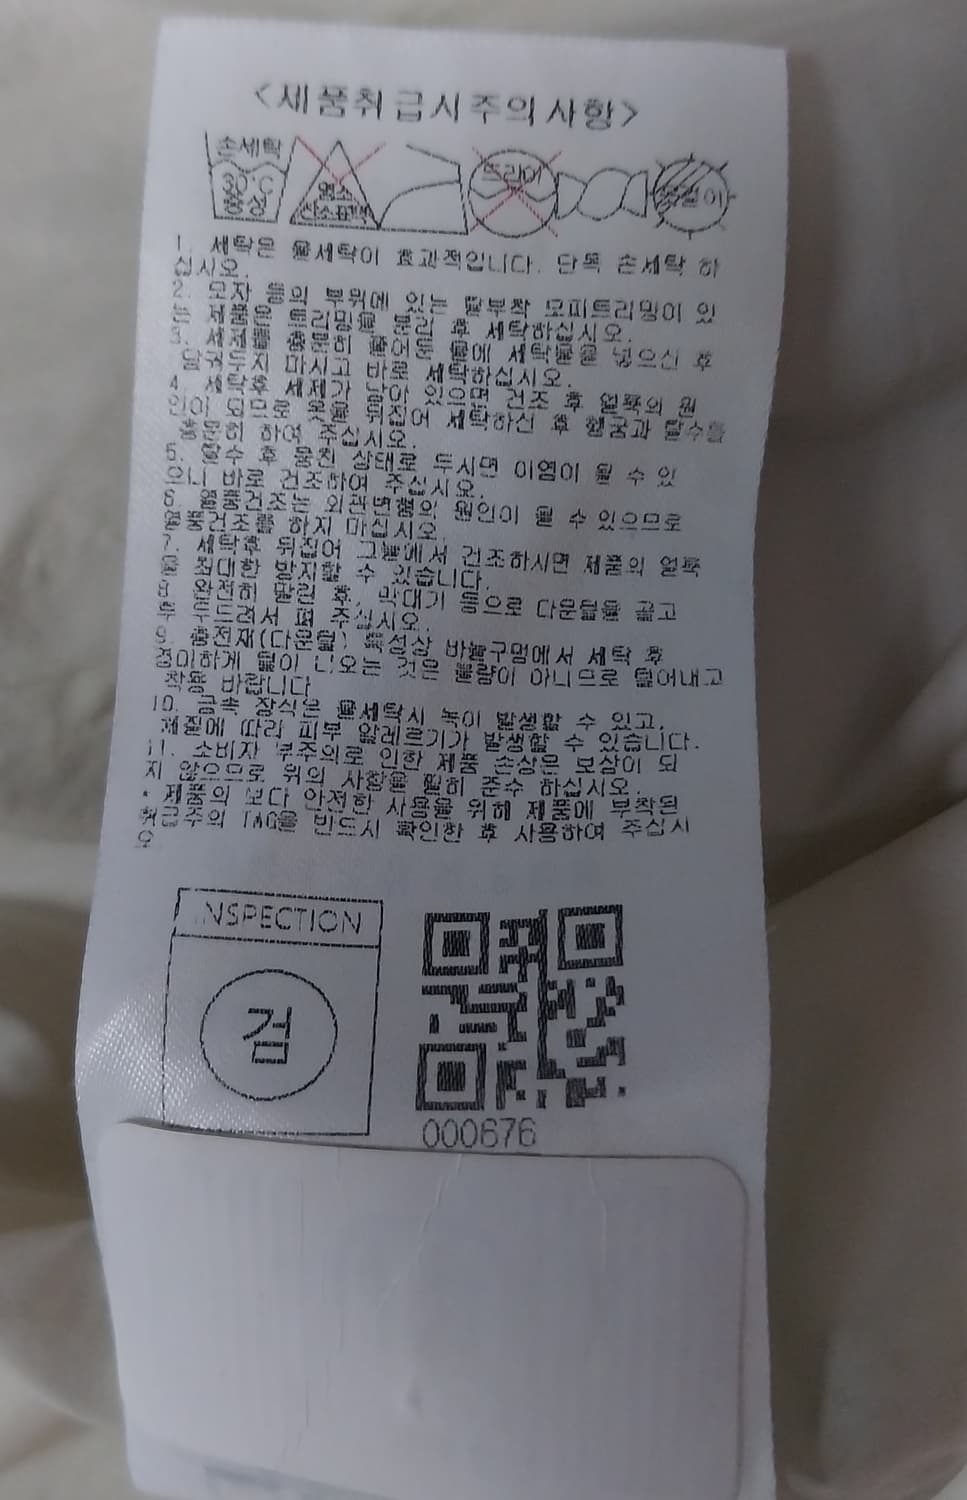 <제품취급시주의사항>
손세탁
30°C
중성
염소
산소표백
드라이
옷걸이
1. 세탁은 물세탁이 효과적입니다. 단독 손세탁 하
십시오.
2. 모자 등의 부위에 있는 탈부착 모피트리밍이 있
는 제품은 트리밍을 분리 후 세탁하십시오.
3. 세제를 충분히 풀어둔 물에 세탁물을 넣으신 후
담궈두지 마시고 바로 세탁하십시오.
4. 세탁후 세제가 남아 있으면 건조 후 얼룩의 원
인이 되므로 옷을 뒤집어 세탁하신 후 헹굼과 탈수를
충분히 하여 주십시오.
5. 탈수 후 뭉친 상태로 두시면 이염이 될 수 있
으니 바로 건조하여 주십시오.
6 열풍건조는 외관변형의 원인이 될 수 있으므로
열풍건조를 하지 마십시오.
7. 세탁후 뒤집어 그늘에서 건조하시면 제품의 얼룩
을 최대한 방지할 수 있습니다.
8 완전히 말린 후, 막대기 등으로 다운털을 골고
루 두드려서 펴 주십시오.
9. 충전재(다운털) 특성상 바늘구멍에서 세탁 후
경미하게 털이 나오는 것은 불량이 아니므로 털어내고
착용 바랍니다
10. 금속 장식은 물세탁시 녹이 발생할 수 있고,
체질에 따라 피부 알레르기가 발생할 수 있습니다.
11. 소비자 부주의로 인한 제품 손상은 보상이 되
지 않으므로 위의 사항을 필히 준수 하십시오.
* 제품의 보다 안전한 사용을 위해 제품에 부착된
취급주의 TAG을 반드시 확인한 후 사용하여 주십시
오
INSPECTION
검
000676